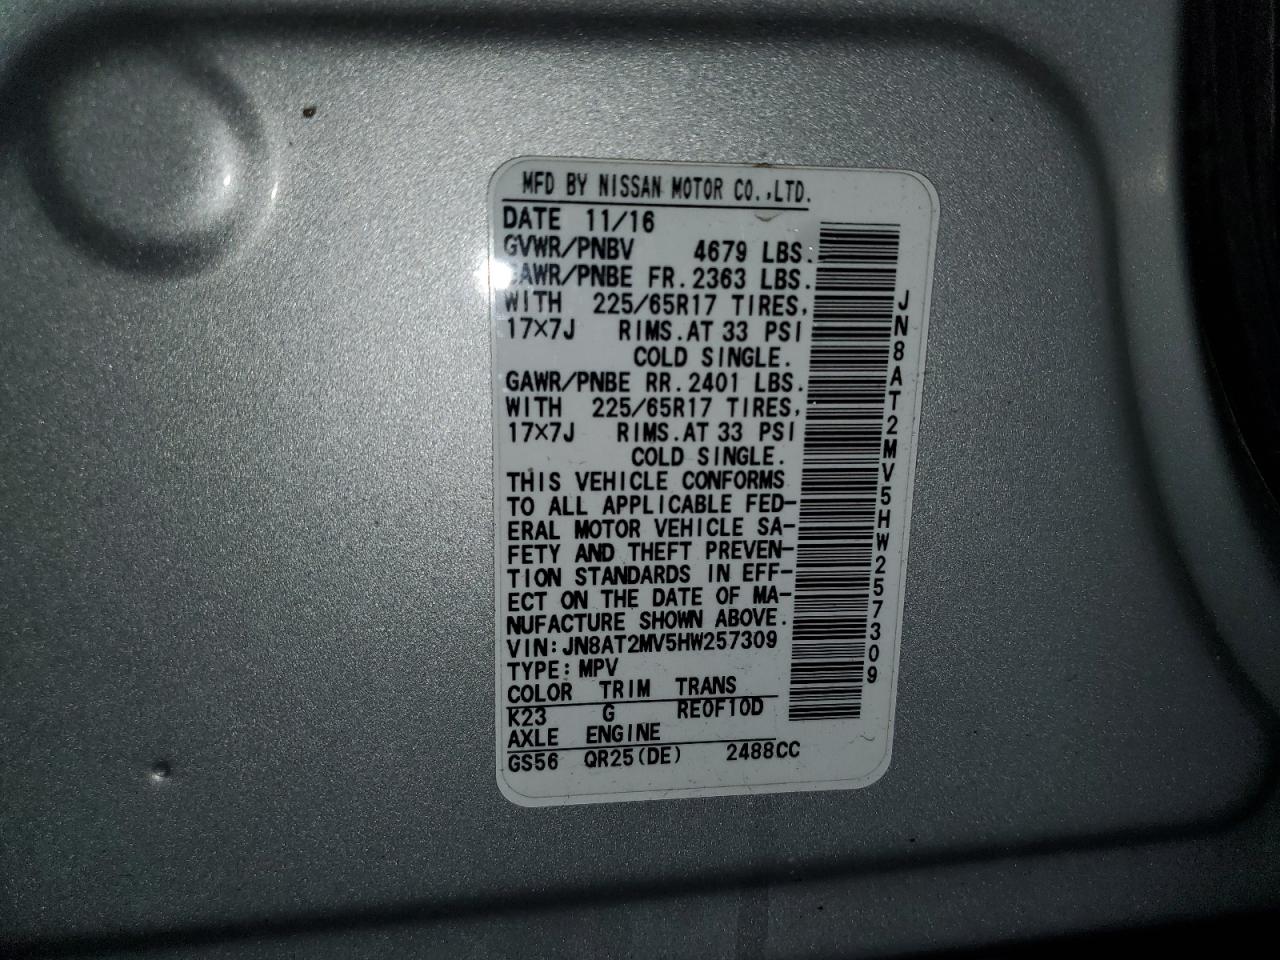 MFD BY NISSAN MOTOR CO.,LTD.
DATE 11/16
GVWR/PNBV 4679 LBS.
GAWR/PNBE FR.2363 LBS.
WITH 225/65R17 TIRES,
17×7J RIMS.AT 33 PSI
COLD SINGLE.
GAWR/PNBE RR.2401 LBS.
WITH 225/65R17 TIRES,
17×7J RIMS.AT 33 PSI
COLD SINGLE.
THIS VEHICLE CONFORMS
TO ALL APPLICABLE FED-
ERAL MOTOR VEHICLE SA-
FETY AND THEFT PREVEN-
TION STANDARDS IN EFF-
ECT ON THE DATE OF MA-
NUFACTURE SHOWN ABOVE.
VIN:JN8AT2MV5HW257309
TYPE:MPV
COLOR TRIM TRANS
K23 G RE0F10D
AXLE ENGINE
GS56 QR25(DE) 2488CC
JN8AT2MV5HW257309